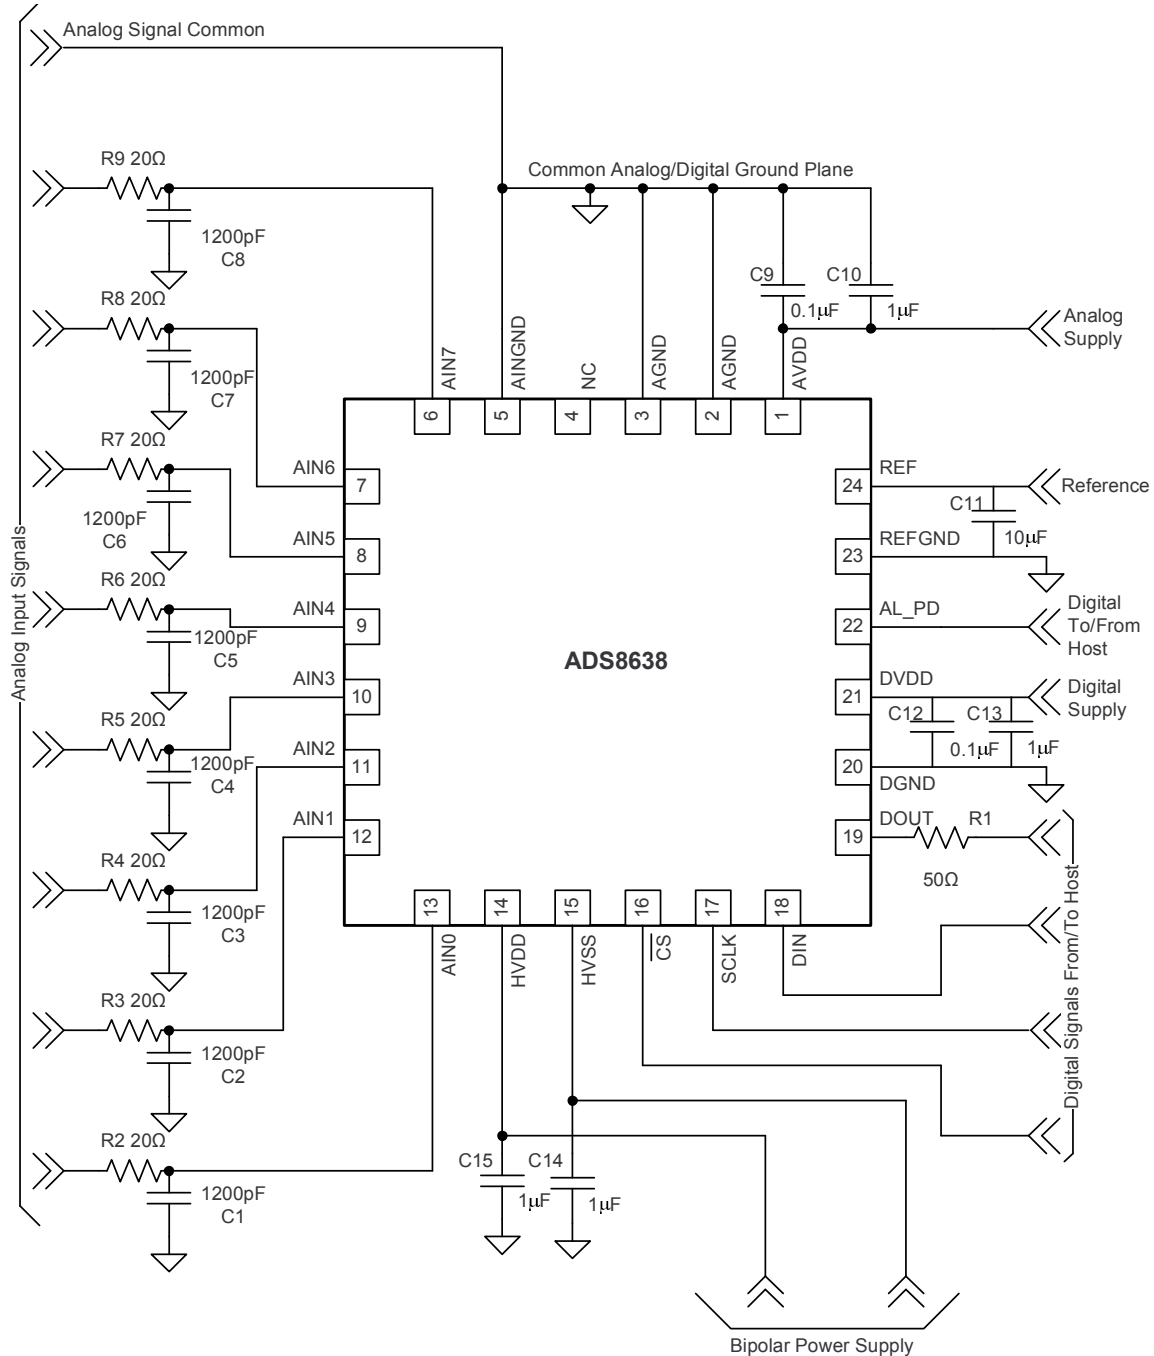 Analog Signal Common
R9 20Ω
Common Analog/Digital Ground Plane
1200pF
C8
C9
C10
R8 20Ω
0.1µF
1µF
Analog
Supply
1200pF
C7
AIN7
AINGND
NC
AGND
AGND
AVDD
6
5
4
3
2
1
R7 20Ω
AIN6
7
24
REF
Reference
1200pF
C6
C11
10µF
AIN5
8
23
REFGND
R6 20Ω
AIN4
9
22
AL_PD
Digital
To/From
Host
1200pF
C5
ADS8638
Analog Input Signals
AIN3
10
21
DVDD
Digital
Supply
R5 20Ω
C12
C13
0.1µF
1µF
1200pF
C4
AIN2
11
20
DGND
AIN1
12
19
DOUT
R1
50Ω
R4 20Ω
1200pF
C3
13
14
15
16
17
18
AIN0
HVDD
HVSS
CS
SCLK
DIN
Digital Signals From/To Host
R3 20Ω
1200pF
C2
R2 20Ω
C15
C14
1µF
1µF
1200pF
C1
Bipolar Power Supply